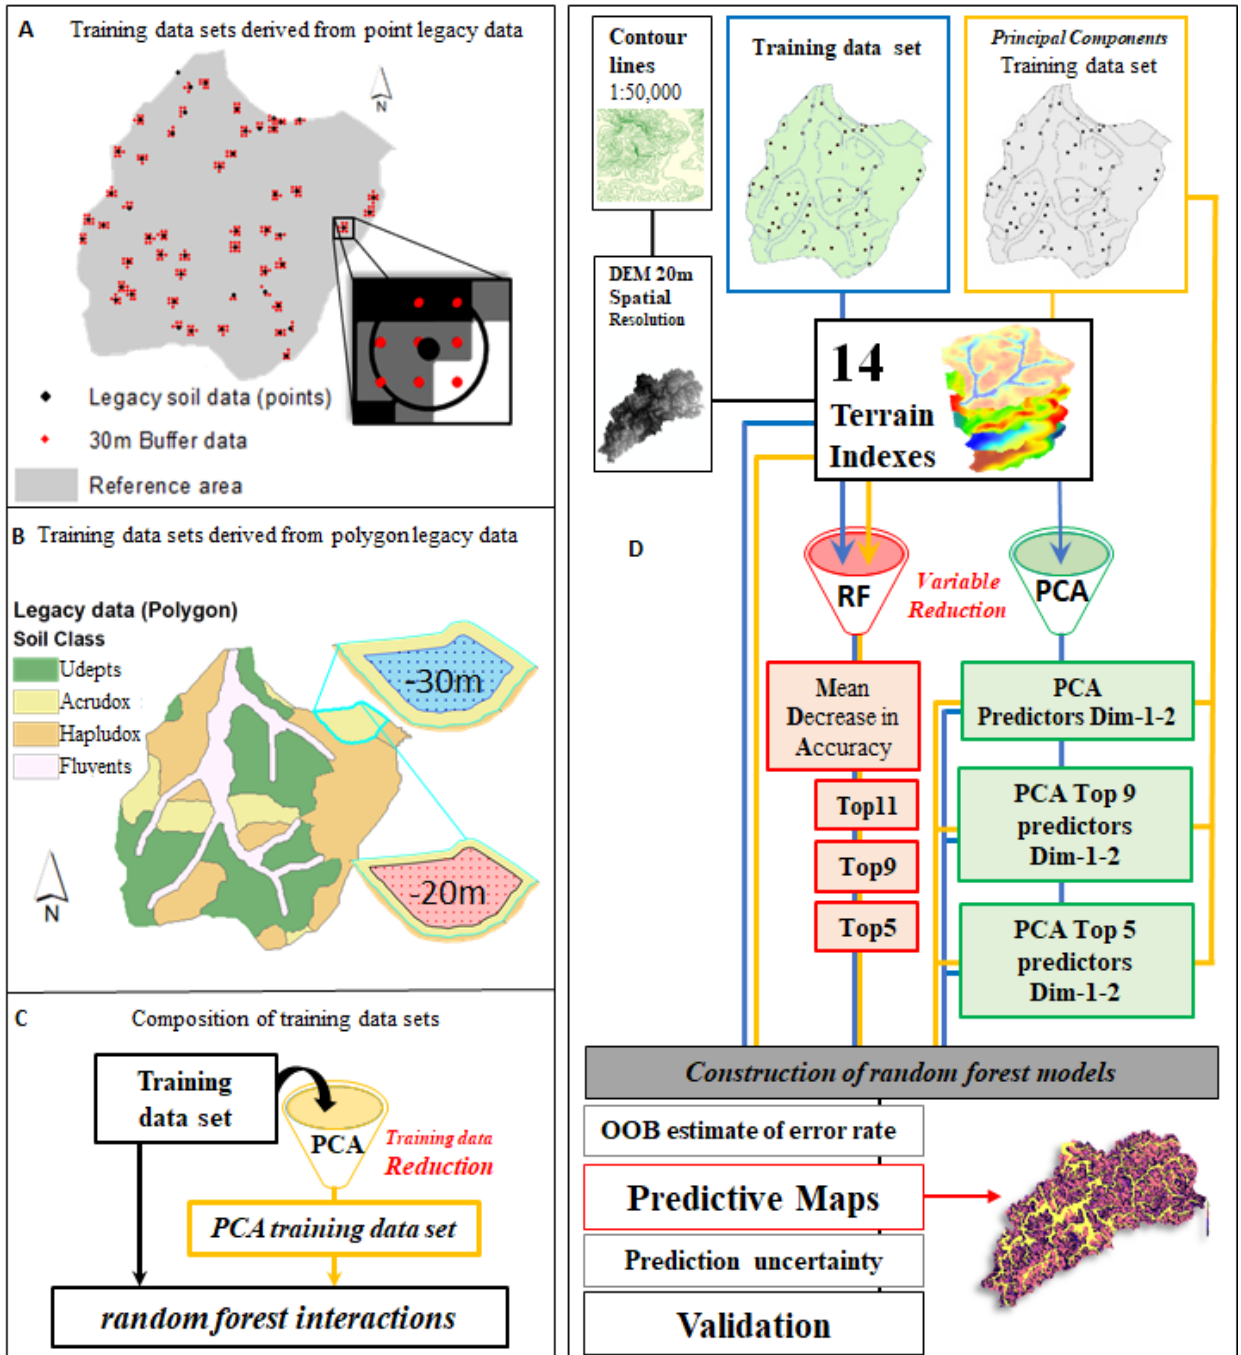 A Training data sets derived from point legacy data
N
Legacy soil data (points)
30m Buffer data
Reference area
B Training data sets derived from polygon legacy data
Legacy data (Polygon)
Soil Class
Udepts
Acrudox
Hapludox
Fluvents
-30m
-20m
N
C Composition of training data sets
Training
data set
PCA
Training data
Reduction
PCA training data set
random forest interactions
D
Contour
lines
1:50,000
Training data set
Principal Components
Training data set
DEM 20m
Spatial
Resolution
14
Terrain
Indexes
RF
Variable
Reduction
PCA
Mean
Decrease in
Accuracy
Top11
Top9
Top5
PCA
Predictors Dim-1-2
PCA Top 9
predictors
Dim-1-2
PCA Top 5
predictors
Dim-1-2
Construction of random forest models
OOB estimate of error rate
Predictive Maps
Prediction uncertainty
Validation